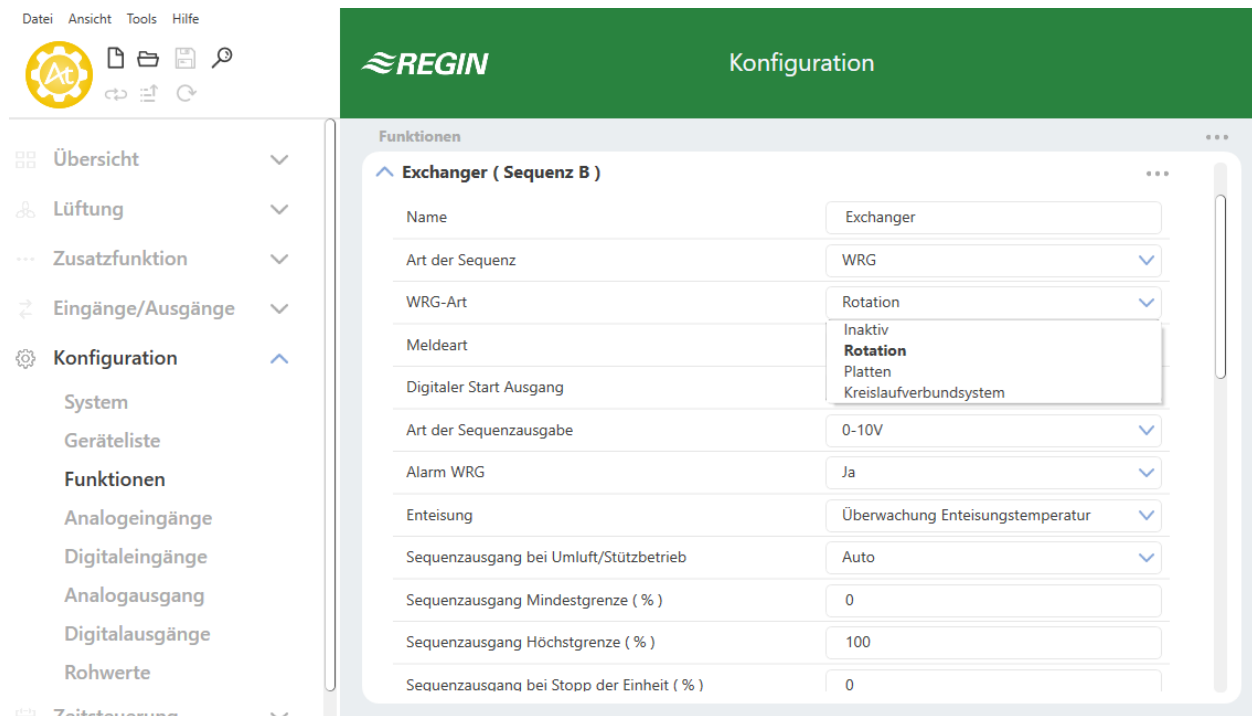 Datei Ansicht Tools Hilfe
At
REGIN
Konfiguration
Übersicht
Lüftung
Zusatzfunktion
Eingänge/Ausgänge
Konfiguration
System
Geräteliste
Funktionen
Analogeingänge
Digitaleingänge
Analogausgang
Digitalausgänge
Rohwerte
Zeitsteuerung
Funktionen
Exchanger ( Sequenz B )
Name Exchanger
Art der Sequenz WRG
WRG-Art Rotation
Inaktiv
Rotation
Platten
Kreislaufverbundsystem
Meldeart
Digitaler Start Ausgang
Art der Sequenzausgabe 0-10V
Alarm WRG Ja
Enteisung Überwachung Enteisungstemperatur
Sequenzausgang bei Umluft/Stützbetrieb Auto
Sequenzausgang Mindestgrenze ( % ) 0
Sequenzausgang Höchstgrenze ( % ) 100
Sequenzausgang bei Stopp der Einheit ( % ) 0